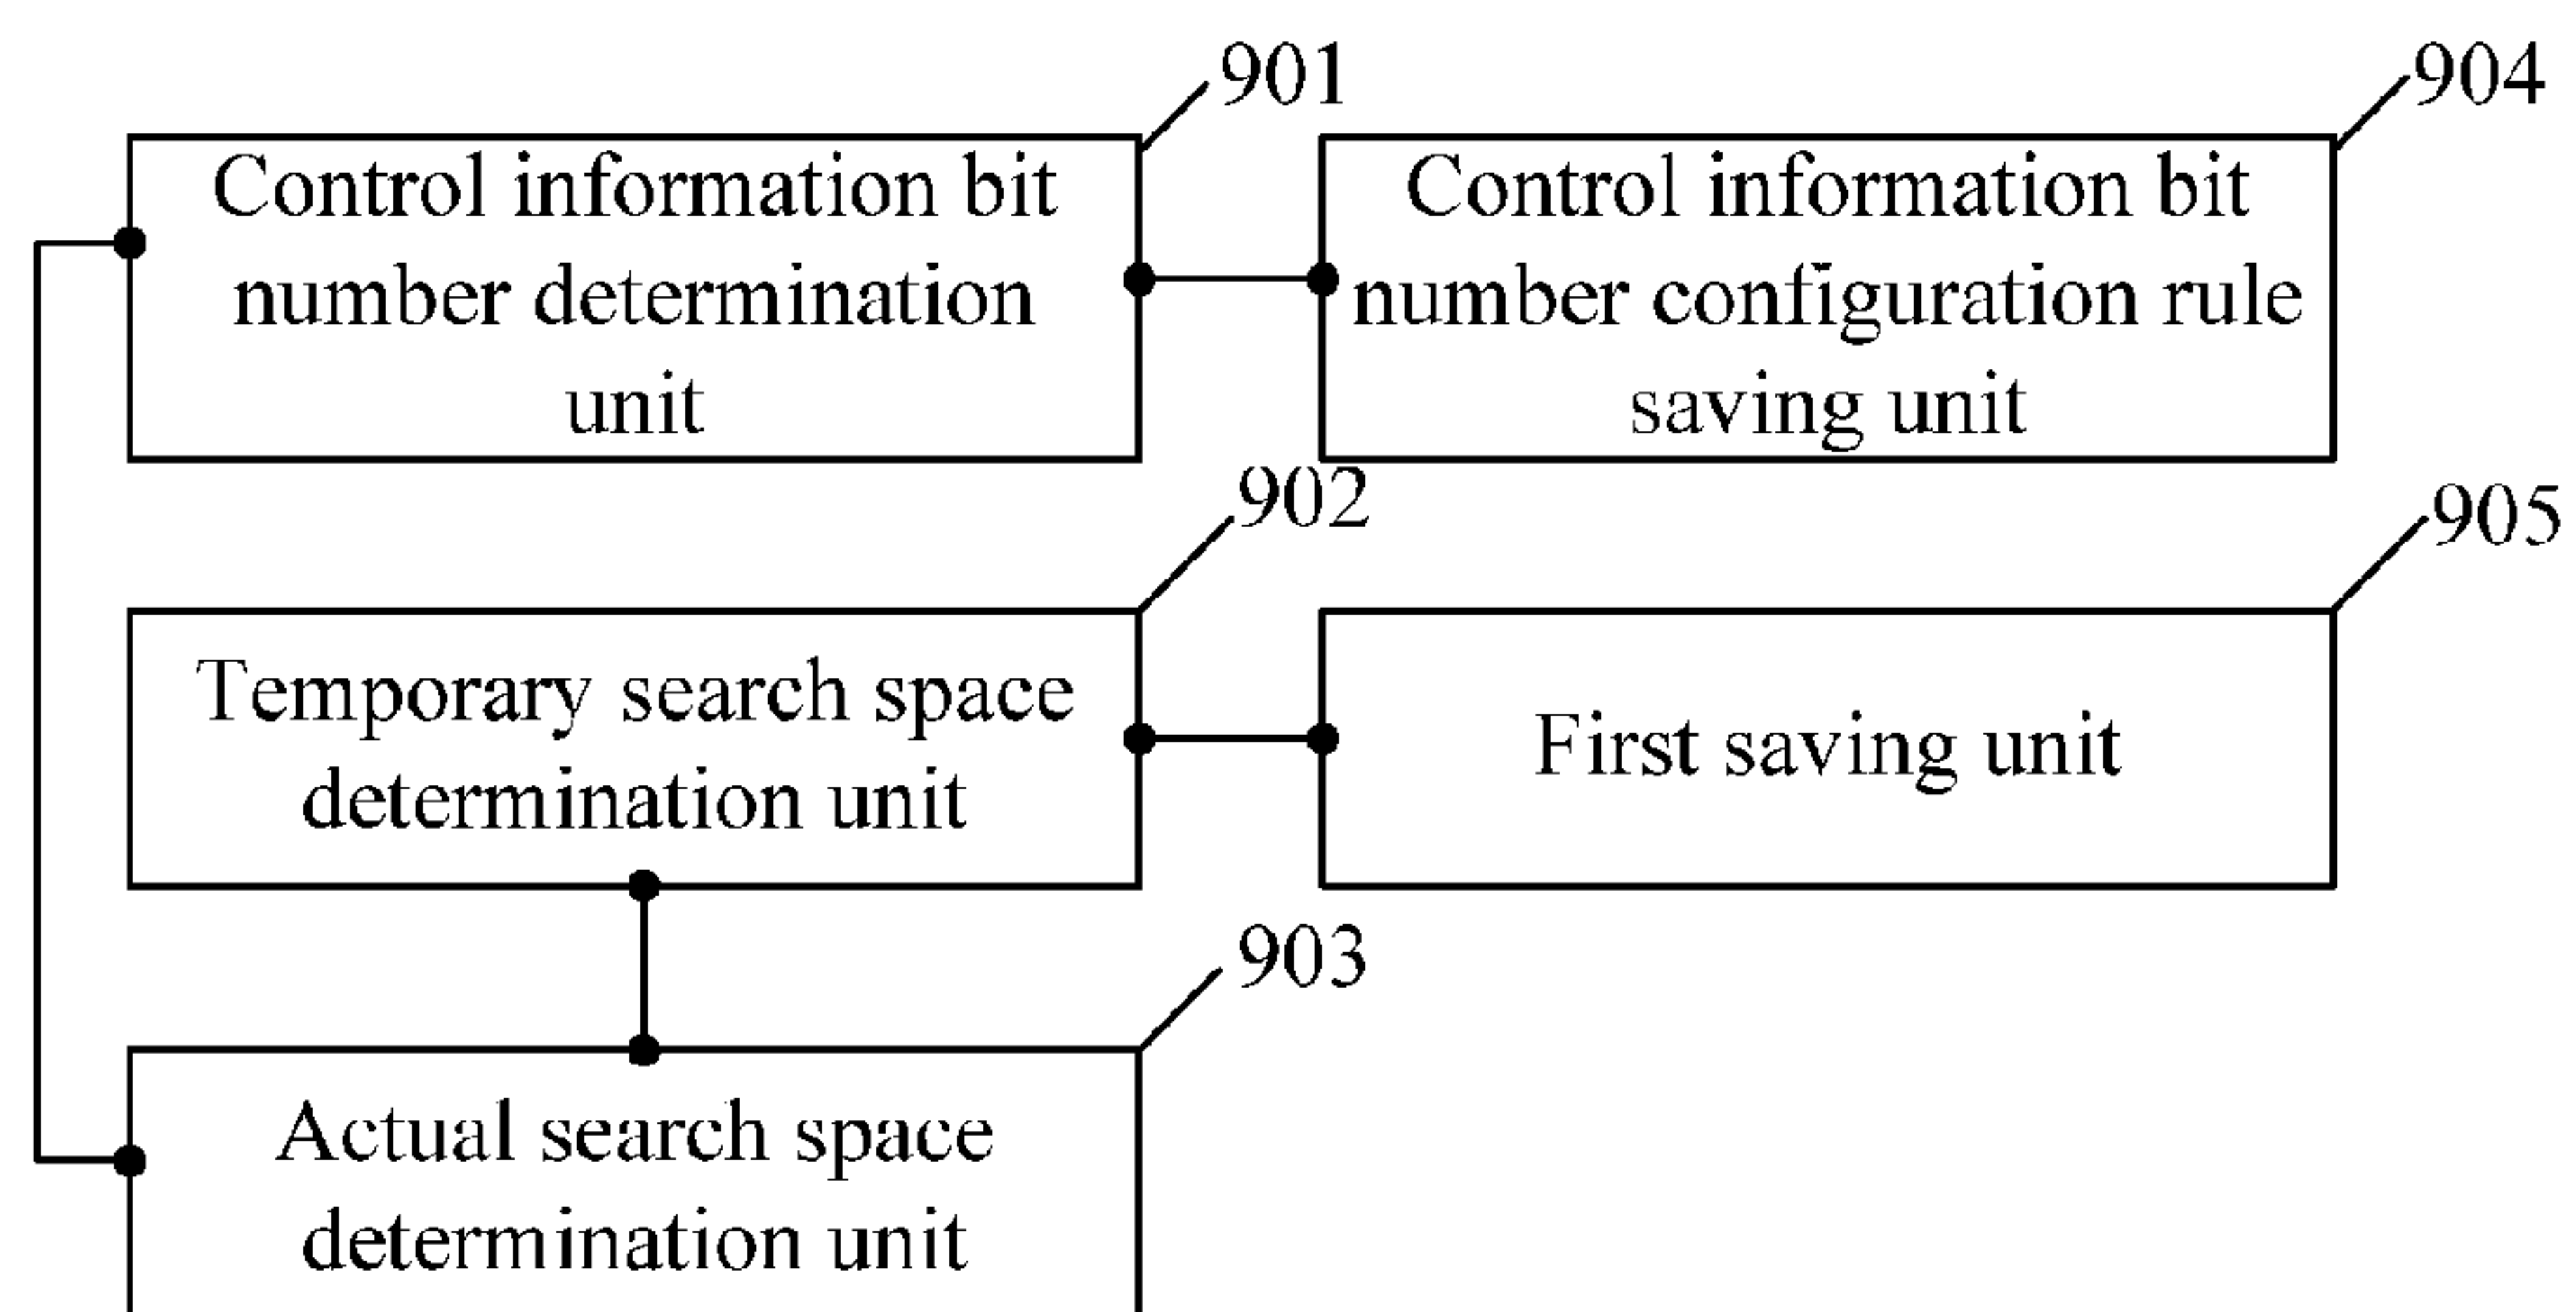 901
904
Control information bit
number determination
unit
Control information bit
number configuration rule
saving unit
902
905
Temporary search space
determination unit
First saving unit
903
Actual search space
determination unit